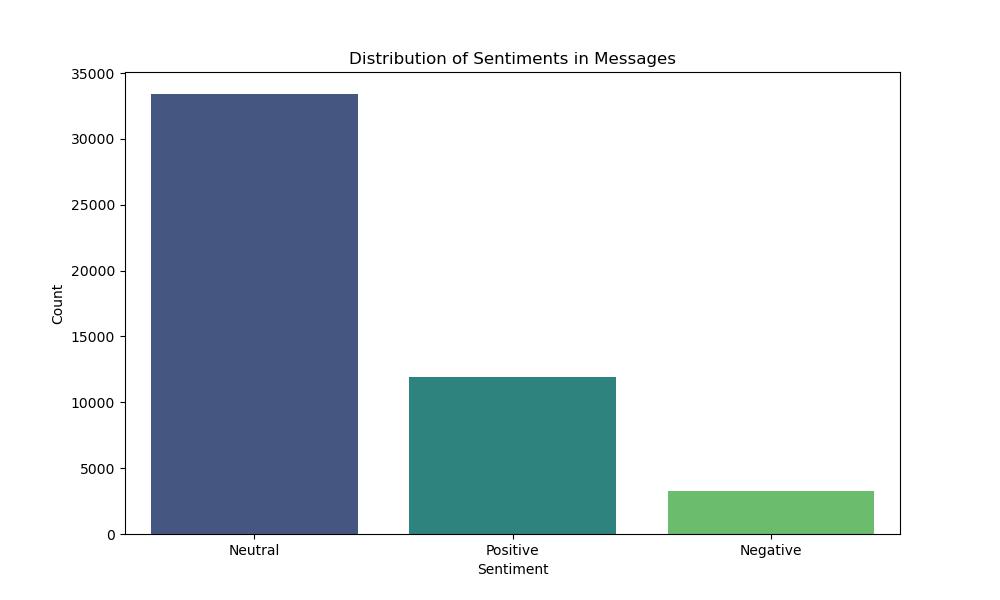 Distribution of Sentiments in Messages
35000
30000
25000
20000
15000
10000
5000
0
Count
Neutral
Positive
Negative
Sentiment